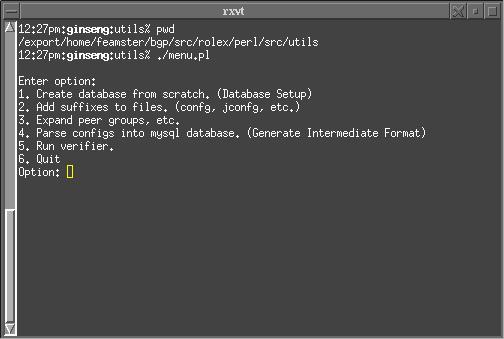 rxvt
12:27pm:ginseng:utils% pwd
/export/home/feamster/bgp/src/rolex/perl/src/utils
12:27pm:ginseng:utils% ./menu.pl
Enter option:
1. Create database from scratch. (Database Setup)
2. Add suffixes to files. (confg, jconfg, etc.)
3. Expand peer groups, etc.
4. Parse configs into mysql database. (Generate Intermediate Format)
5. Run verifier.
6. Quit
Option: